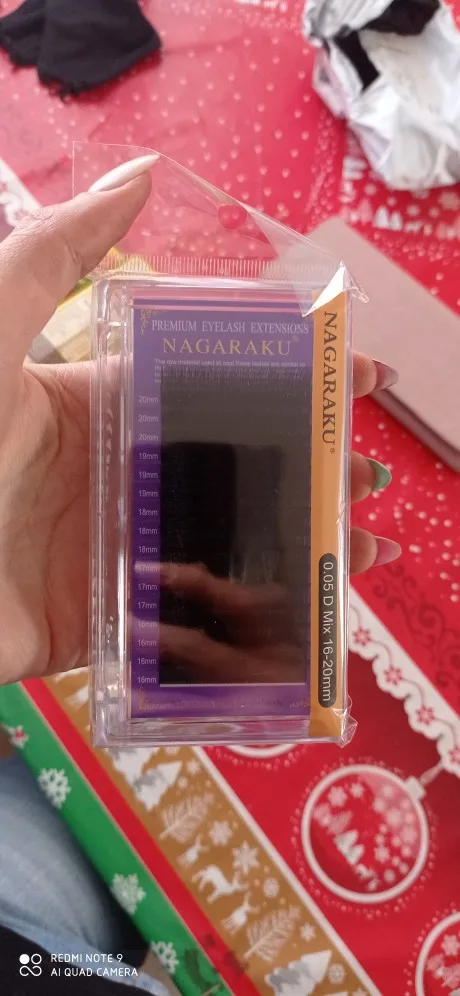 PREMIUM EYELASH EXTENSIONS
NAGARAKU®
20mm
20mm
20mm
19mm
19mm
19mm
18mm
18mm
18mm
17mm
17mm
17mm
16mm
16mm
16mm
NAGARAKU®
0.05 D Mix 16-20mm
REDMI NOTE 9
AI QUAD CAMERA